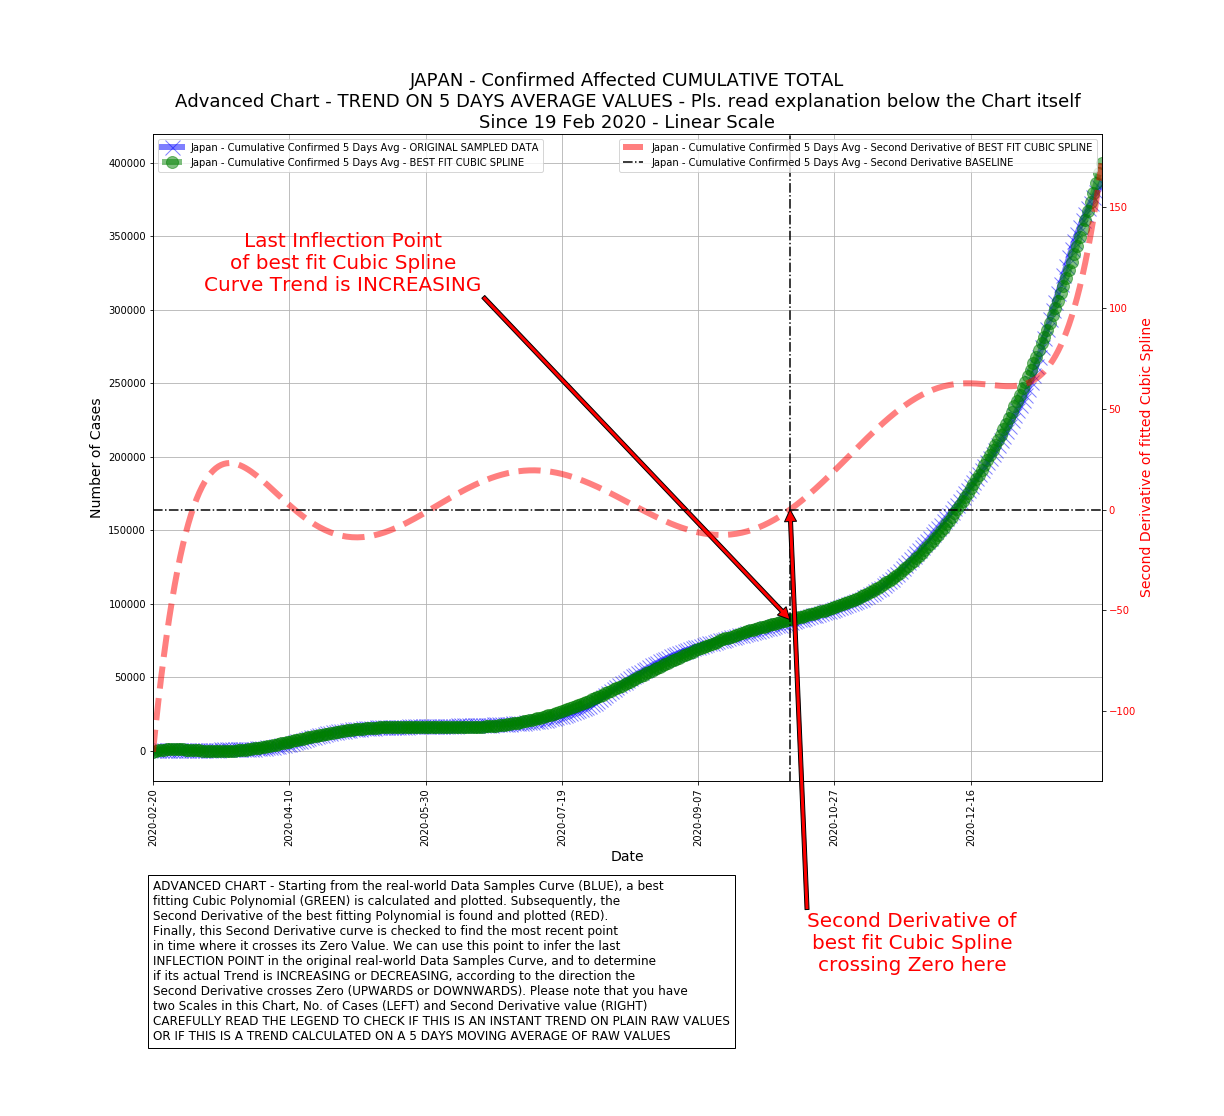 JAPAN - Confirmed Affected CUMULATIVE TOTAL
Advanced Chart - TREND ON 5 DAYS AVERAGE VALUES - Pls. read explanation below the Chart itself
Since 19 Feb 2020 - Linear Scale
Japan - Cumulative Confirmed 5 Days Avg - ORIGINAL SAMPLED DATA
Japan - Cumulative Confirmed 5 Days Avg - BEST FIT CUBIC SPLINE
Japan - Cumulative Confirmed 5 Days Avg - Second Derivative of BEST FIT CUBIC SPLINE
Japan - Cumulative Confirmed 5 Days Avg - Second Derivative BASELINE
Last Inflection Point
of best fit Cubic Spline
Curve Trend is INCREASING
Number of Cases
400000
350000
300000
250000
200000
150000
100000
50000
0
150
100
50
0
−50
−100
Second Derivative of fitted Cubic Spline
2020-02-20
2020-04-10
2020-05-30
2020-07-19
2020-09-07
2020-10-27
2020-12-16
Date
Second Derivative of
best fit Cubic Spline
crossing Zero here
ADVANCED CHART - Starting from the real-world Data Samples Curve (BLUE), a best
fitting Cubic Polynomial (GREEN) is calculated and plotted. Subsequently, the
Second Derivative of the best fitting Polynomial is found and plotted (RED).
Finally, this Second Derivative curve is checked to find the most recent point
in time where it crosses its Zero Value. We can use this point to infer the last
INFLECTION POINT in the original real-world Data Samples Curve, and to determine
if its actual Trend is INCREASING or DECREASING, according to the direction the
Second Derivative crosses Zero (UPWARDS or DOWNWARDS). Please note that you have
two Scales in this Chart, No. of Cases (LEFT) and Second Derivative value (RIGHT)
CAREFULLY READ THE LEGEND TO CHECK IF THIS IS AN INSTANT TREND ON PLAIN RAW VALUES
OR IF THIS IS A TREND CALCULATED ON A 5 DAYS MOVING AVERAGE OF RAW VALUES